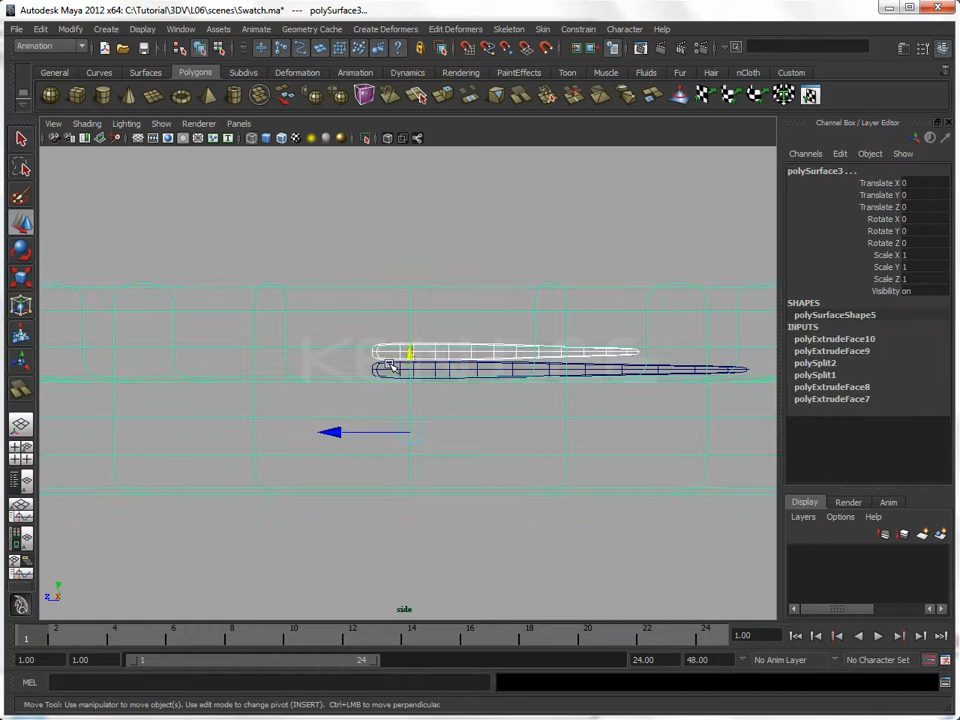 Autodesk Maya 2012 x64: C:\Tutorial\3DV\L06\scenes\Swatch.ma* --- polySurface3...
File Edit Modify Create Display Window Assets Animate Geometry Cache Create Deformers Edit Deformers Skeleton Skin Constrain Character Help
Animation
General Curves Surfaces Polygons Subdivs Deformation Animation Dynamics Rendering PaintEffects Toon Muscle Fluids Fur Hair nCloth Custom
View Shading Lighting Show Renderer Panels
Channel Box / Layer Editor
Channels Edit Object Show
polySurface3 . . .
Translate X 0
Translate Y 0
Translate Z 0
Rotate X 0
Rotate Y 0
Rotate Z 0
Scale X 1
Scale Y 1
Scale Z 1
Visibility on
SHAPES
polySurfaceShape5
INPUTS
polyExtrudeFace10
polyExtrudeFace9
polySplit2
polySplit1
polyExtrudeFace8
polyExtrudeFace7
y
z x
side
Display Render Anim
Layers Options Help
1 2 4 6 8 10 12 14 16 18 20 22 24 1.00
1.00 1.00 1 24 24.00 48.00 No Anim Layer No Character Set
MEL
Move Tool: Use manipulator to move object(s). Use edit mode to change pivot (INSERT). Ctrl+LMB to move perpendicular.